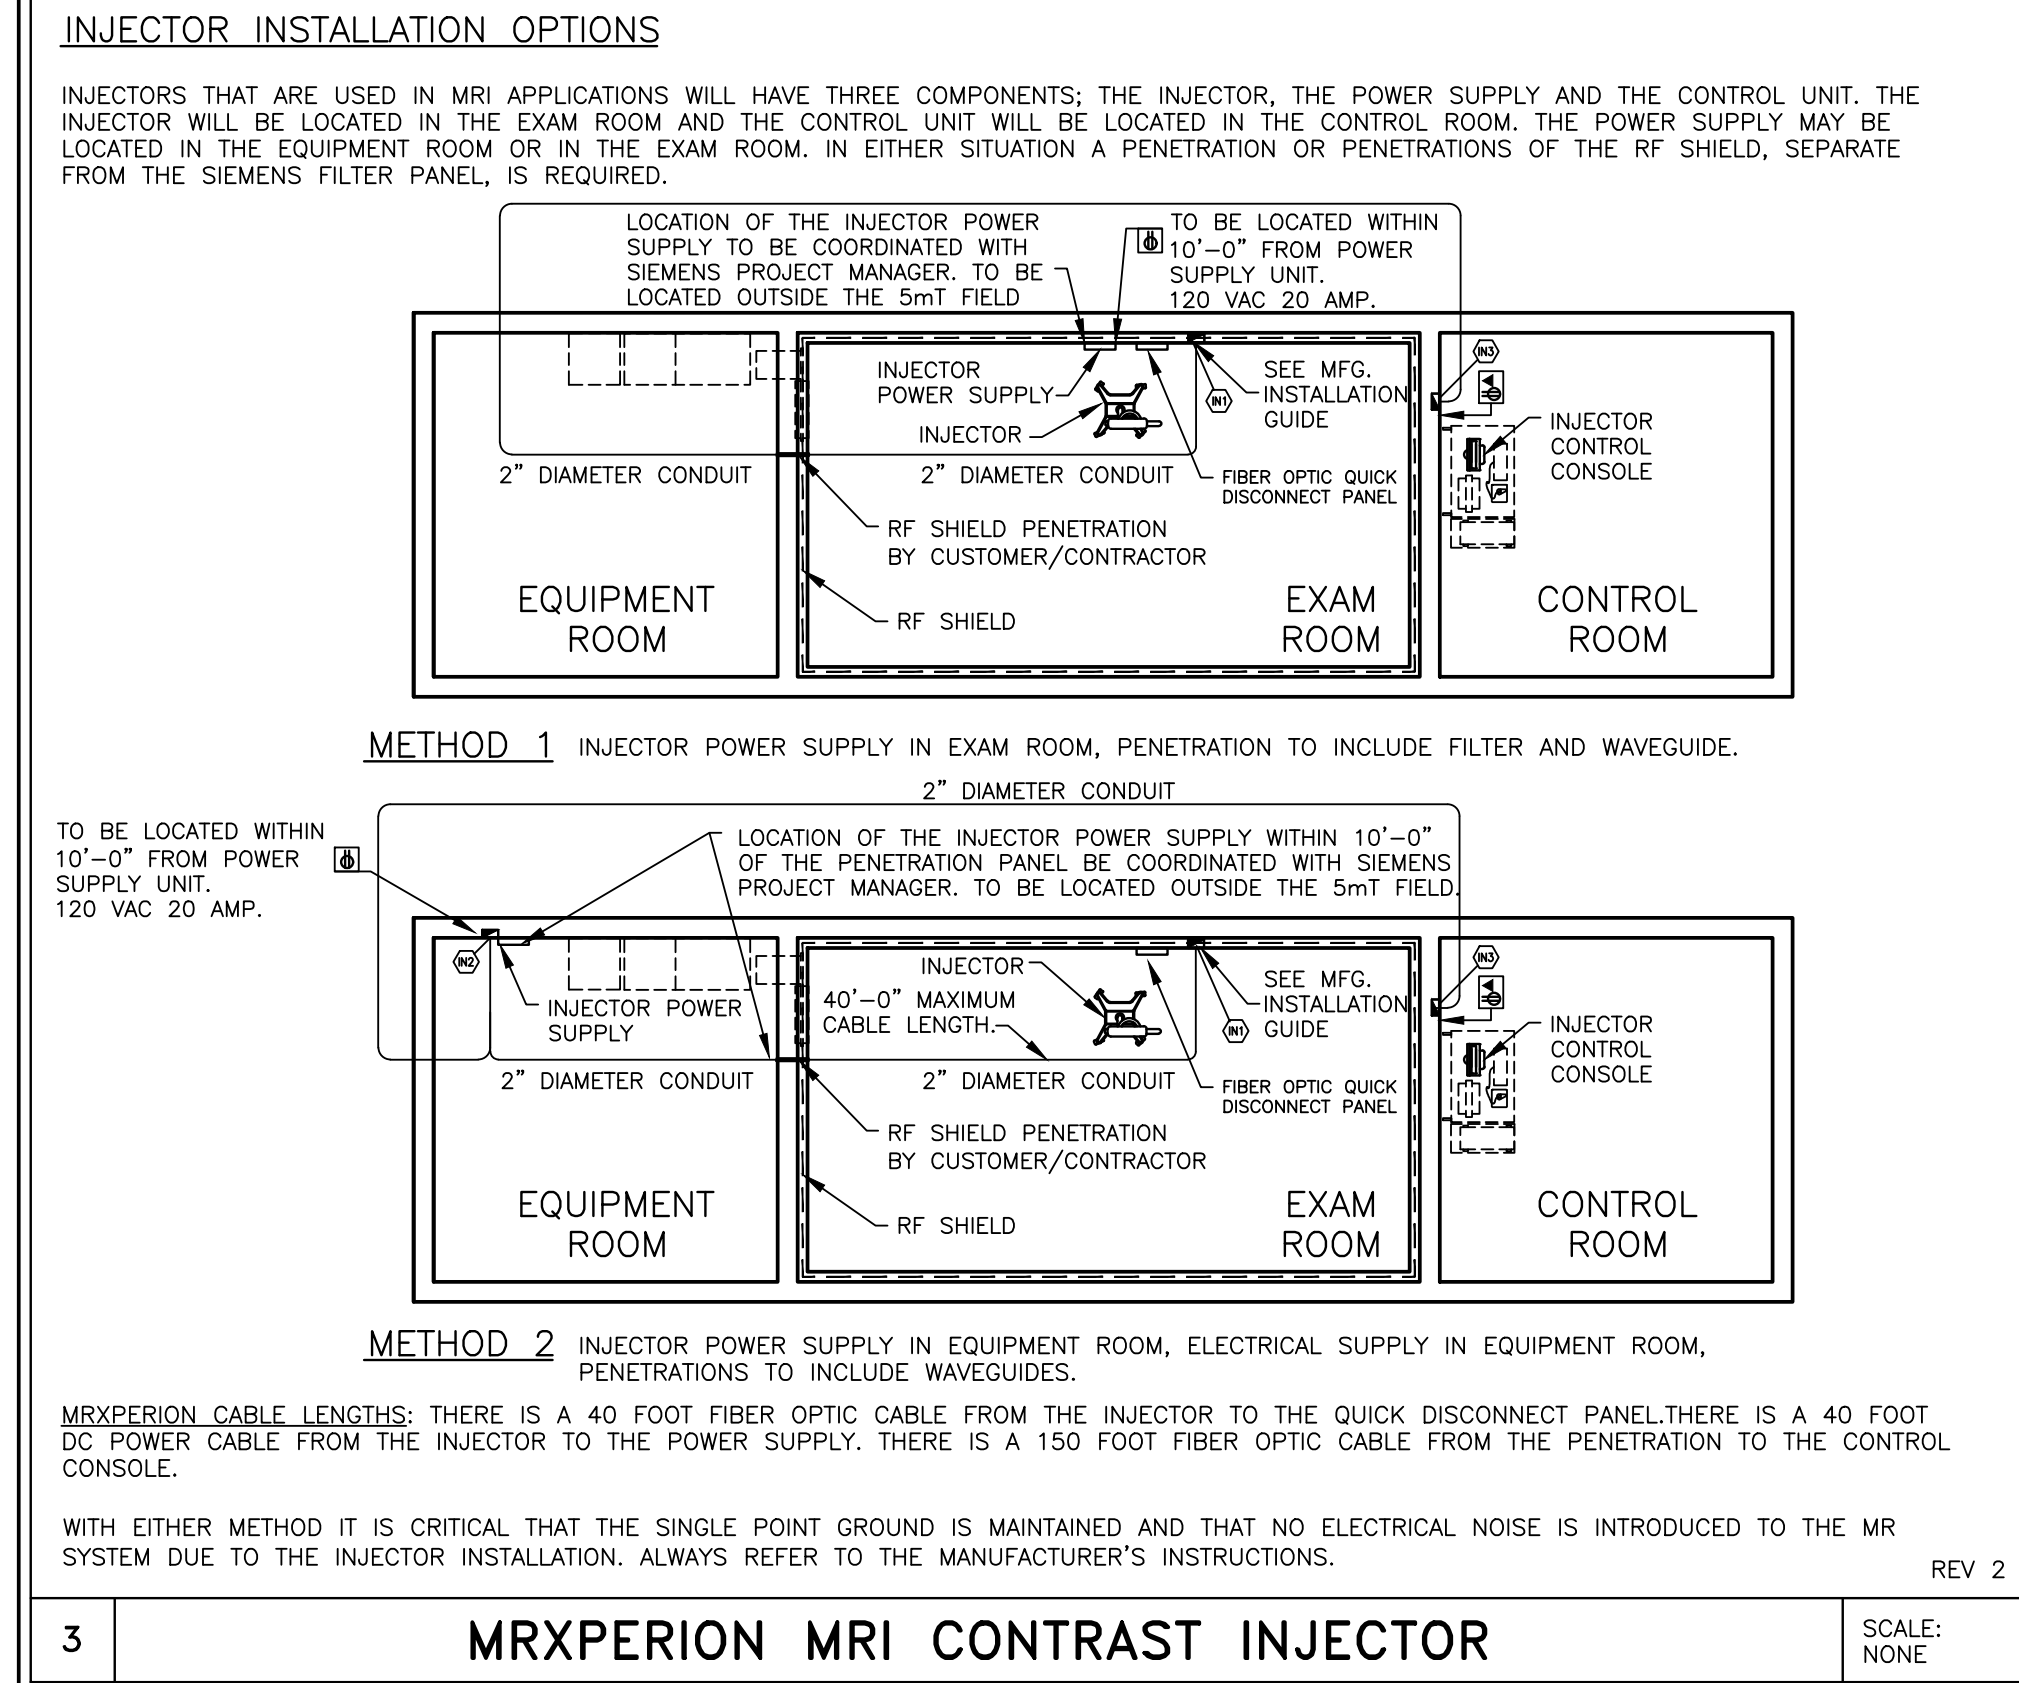 INJECTOR INSTALLATION OPTIONS
INJECTORS THAT ARE USED IN MRI APPLICATIONS WILL HAVE THREE COMPONENTS; THE INJECTOR, THE POWER SUPPLY AND THE CONTROL UNIT. THE
INJECTOR WILL BE LOCATED IN THE EXAM ROOM AND THE CONTROL UNIT WILL BE LOCATED IN THE CONTROL ROOM. THE POWER SUPPLY MAY BE
LOCATED IN THE EQUIPMENT ROOM OR IN THE EXAM ROOM. IN EITHER SITUATION A PENETRATION OR PENETRATIONS OF THE RF SHIELD, SEPARATE
FROM THE SIEMENS FILTER PANEL, IS REQUIRED.
LOCATION OF THE INJECTOR POWER
SUPPLY TO BE COORDINATED WITH
SIEMENS PROJECT MANAGER. TO BE
LOCATED OUTSIDE THE 5mT FIELD
TO BE LOCATED WITHIN
10'-0" FROM POWER
SUPPLY UNIT.
120 VAC 20 AMP.
INJECTOR
POWER SUPPLY
INJECTOR
IN1
SEE MFG.
INSTALLATION
GUIDE
IN3
INJECTOR
CONTROL
CONSOLE
2" DIAMETER CONDUIT
2" DIAMETER CONDUIT
FIBER OPTIC QUICK
DISCONNECT PANEL
RF SHIELD PENETRATION
BY CUSTOMER/CONTRACTOR
RF SHIELD
EQUIPMENT
ROOM
EXAM
ROOM
CONTROL
ROOM
METHOD 1 INJECTOR POWER SUPPLY IN EXAM ROOM, PENETRATION TO INCLUDE FILTER AND WAVEGUIDE.
2" DIAMETER CONDUIT
TO BE LOCATED WITHIN
10'-0" FROM POWER
SUPPLY UNIT.
120 VAC 20 AMP.
LOCATION OF THE INJECTOR POWER SUPPLY WITHIN 10'-0"
OF THE PENETRATION PANEL BE COORDINATED WITH SIEMENS
PROJECT MANAGER. TO BE LOCATED OUTSIDE THE 5mT FIELD.
IN2
INJECTOR POWER
SUPPLY
INJECTOR
40'-0" MAXIMUM
CABLE LENGTH.
IN1
SEE MFG.
INSTALLATION
GUIDE
IN3
INJECTOR
CONTROL
CONSOLE
2" DIAMETER CONDUIT
2" DIAMETER CONDUIT
FIBER OPTIC QUICK
DISCONNECT PANEL
RF SHIELD PENETRATION
BY CUSTOMER/CONTRACTOR
RF SHIELD
EQUIPMENT
ROOM
EXAM
ROOM
CONTROL
ROOM
METHOD 2 INJECTOR POWER SUPPLY IN EQUIPMENT ROOM, ELECTRICAL SUPPLY IN EQUIPMENT ROOM,
PENETRATIONS TO INCLUDE WAVEGUIDES.
MRXPERION CABLE LENGTHS: THERE IS A 40 FOOT FIBER OPTIC CABLE FROM THE INJECTOR TO THE QUICK DISCONNECT PANEL.THERE IS A 40 FOOT
DC POWER CABLE FROM THE INJECTOR TO THE POWER SUPPLY. THERE IS A 150 FOOT FIBER OPTIC CABLE FROM THE PENETRATION TO THE CONTROL
CONSOLE.
WITH EITHER METHOD IT IS CRITICAL THAT THE SINGLE POINT GROUND IS MAINTAINED AND THAT NO ELECTRICAL NOISE IS INTRODUCED TO THE MR
SYSTEM DUE TO THE INJECTOR INSTALLATION. ALWAYS REFER TO THE MANUFACTURER'S INSTRUCTIONS.
REV 2
3
MRXPERION MRI CONTRAST INJECTOR
SCALE:
NONE